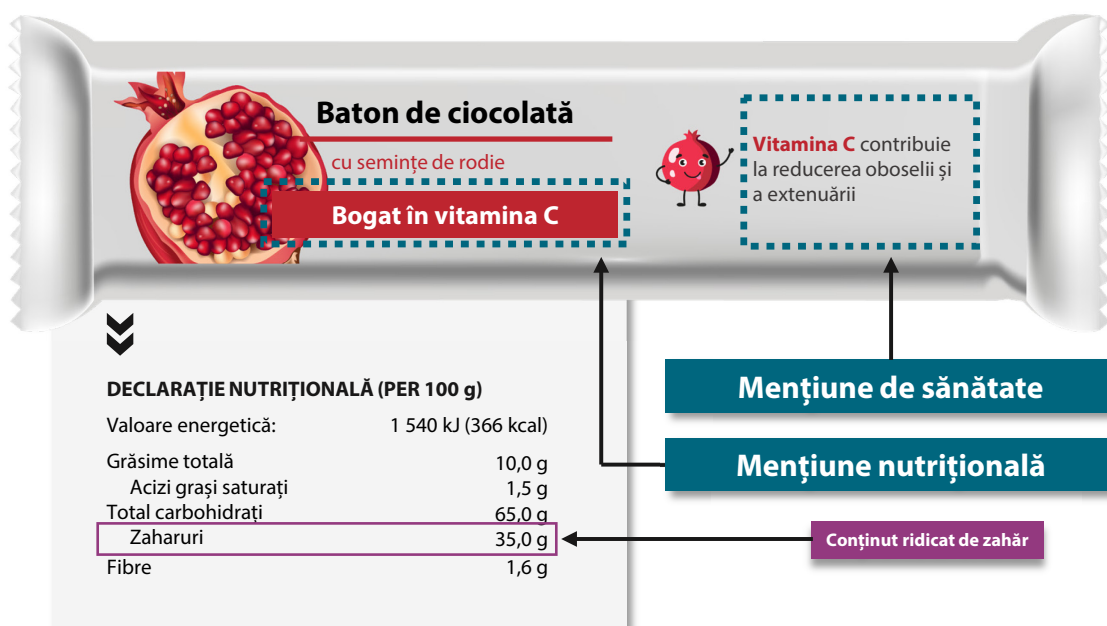 Baton de ciocolată
cu semințe de rodie
Bogat în vitamina C
Vitamina C contribuie
la reducerea oboselii și
a extenuării
DECLARAȚIE NUTRIȚIONALĂ (PER 100 g)
Valoare energetică: 1 540 kJ (366 kcal)
Grăsime totală 10,0 g
Acizi grași saturați 1,5 g
Total carbohidrați 65,0 g
Zaharuri 35,0 g
Fibre 1,6 g
Mențiune de sănătate
Mențiune nutrițională
Conținut ridicat de zahăr